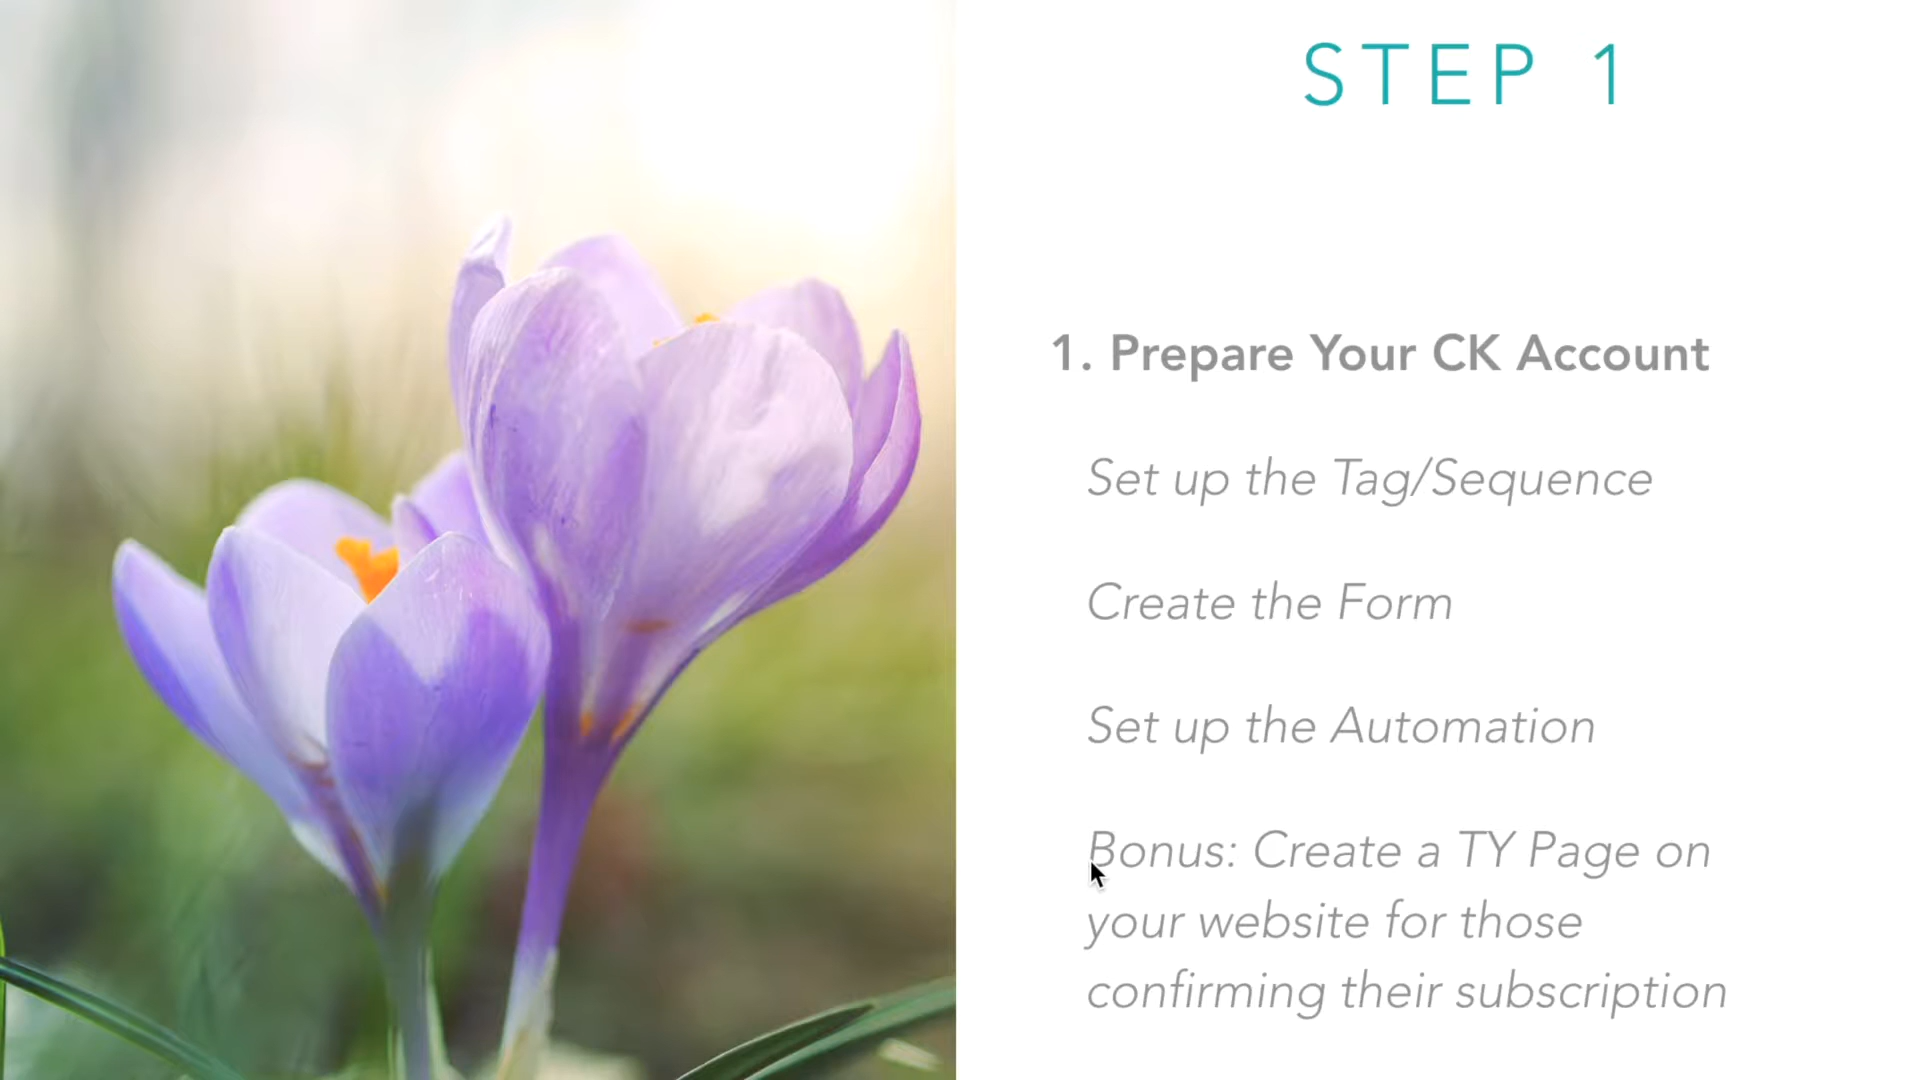 STEP 1
1. Prepare Your CK Account
Set up the Tag/Sequence
Create the Form
Set up the Automation
Bonus: Create a TY Page on
your website for those
confirming their subscription